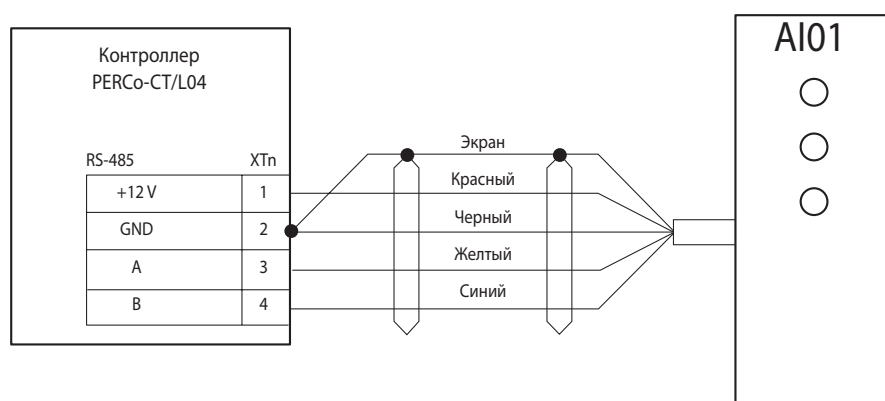 Контроллер
PERCo-CT/L04
RS-485 XTn
+12 V 1
GND 2
A 3
B 4
Экран
Красный
Черный
Желтый
Синий
AI01